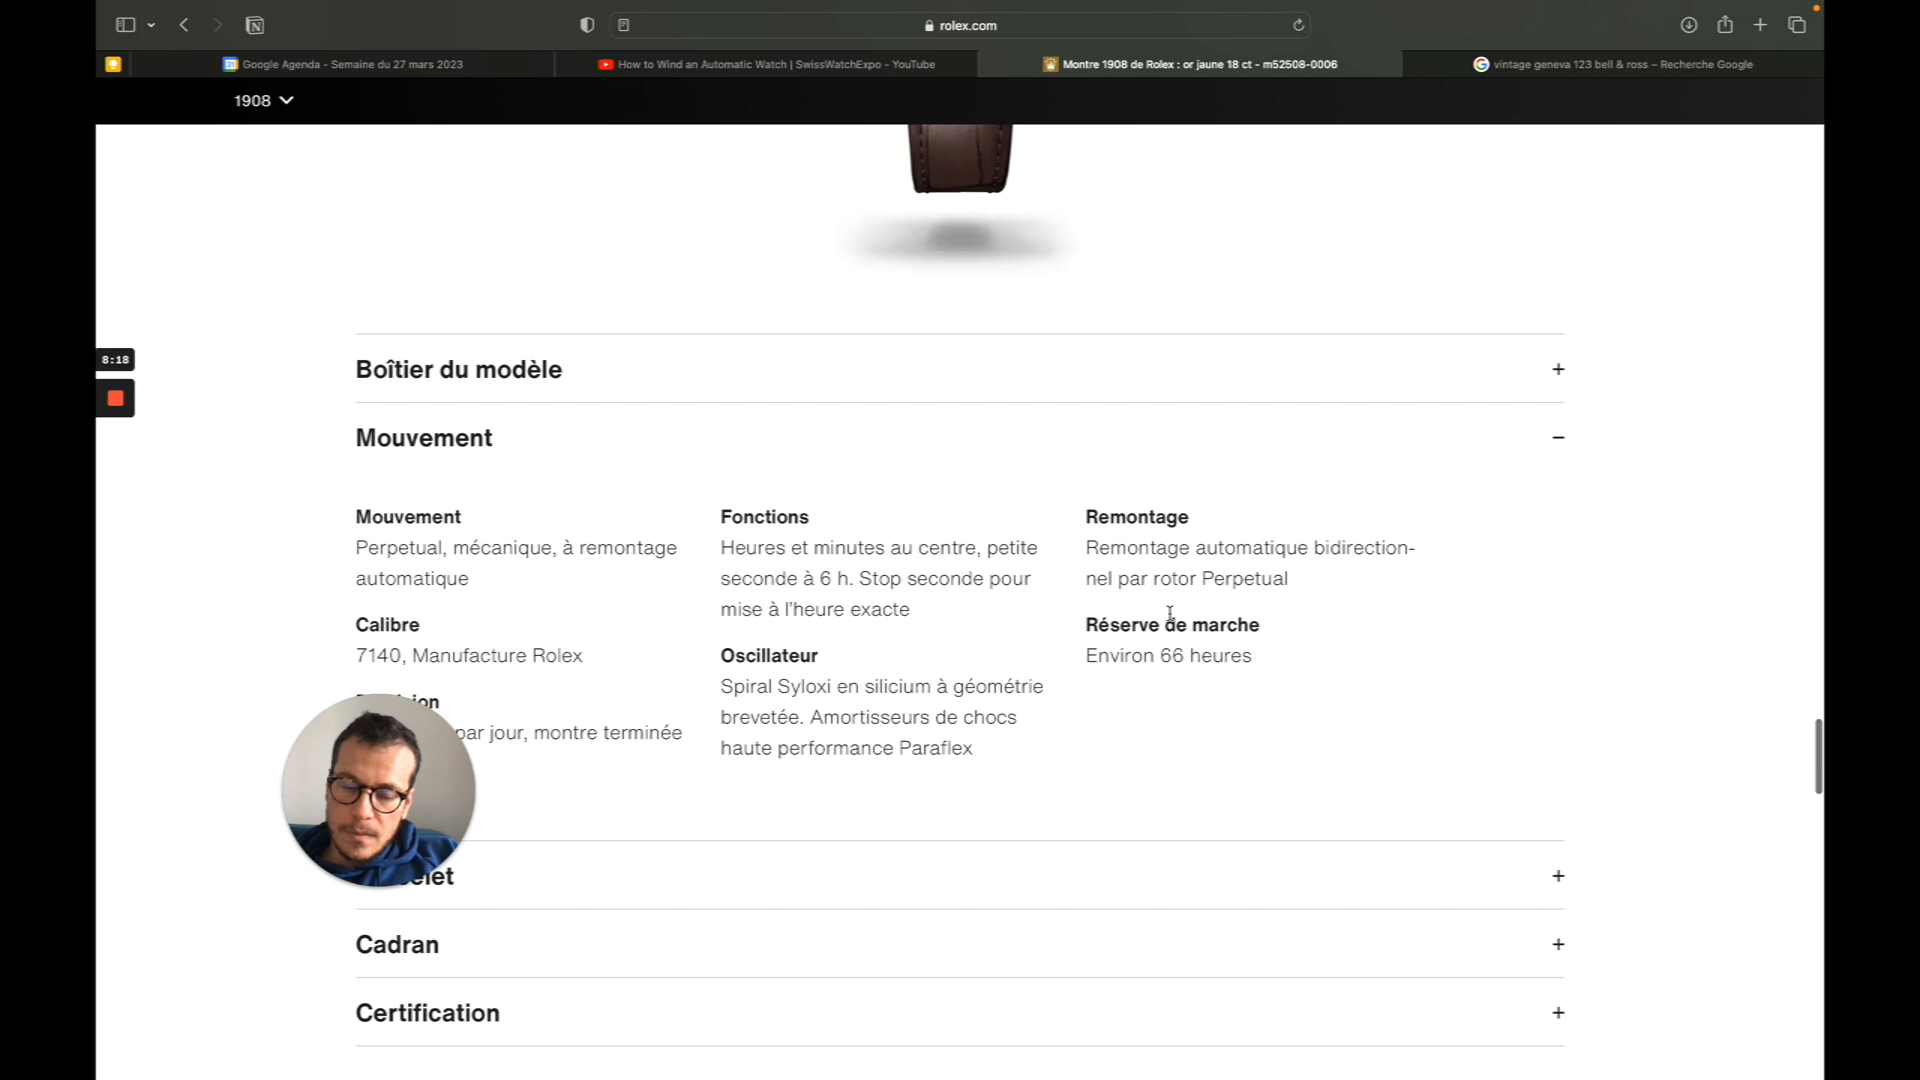 rolex.com
Google Agenda - Semaine du 27 mars 2023
How to Wind an Automatic Watch | SwissWatchExpo - YouTube
Montre 1908 de Rolex : or jaune 18 ct - m52508-0006
vintage geneva 123 bell & ross – Recherche Google
1908
8:18
Boîtier du modèle
Mouvement
Mouvement
Perpetual, mécanique, à remontage
automatique
Calibre
7140, Manufacture Rolex
par jour, montre terminée
Fonctions
Heures et minutes au centre, petite
seconde à 6 h. Stop seconde pour
mise à l'heure exacte
Oscillateur
Spiral Syloxi en silicium à géométrie
brevetée. Amortisseurs de chocs
haute performance Paraflex
Remontage
Remontage automatique bidirection-
nel par rotor Perpetual
Réserve de marche
Environ 66 heures
Cadran
Certification